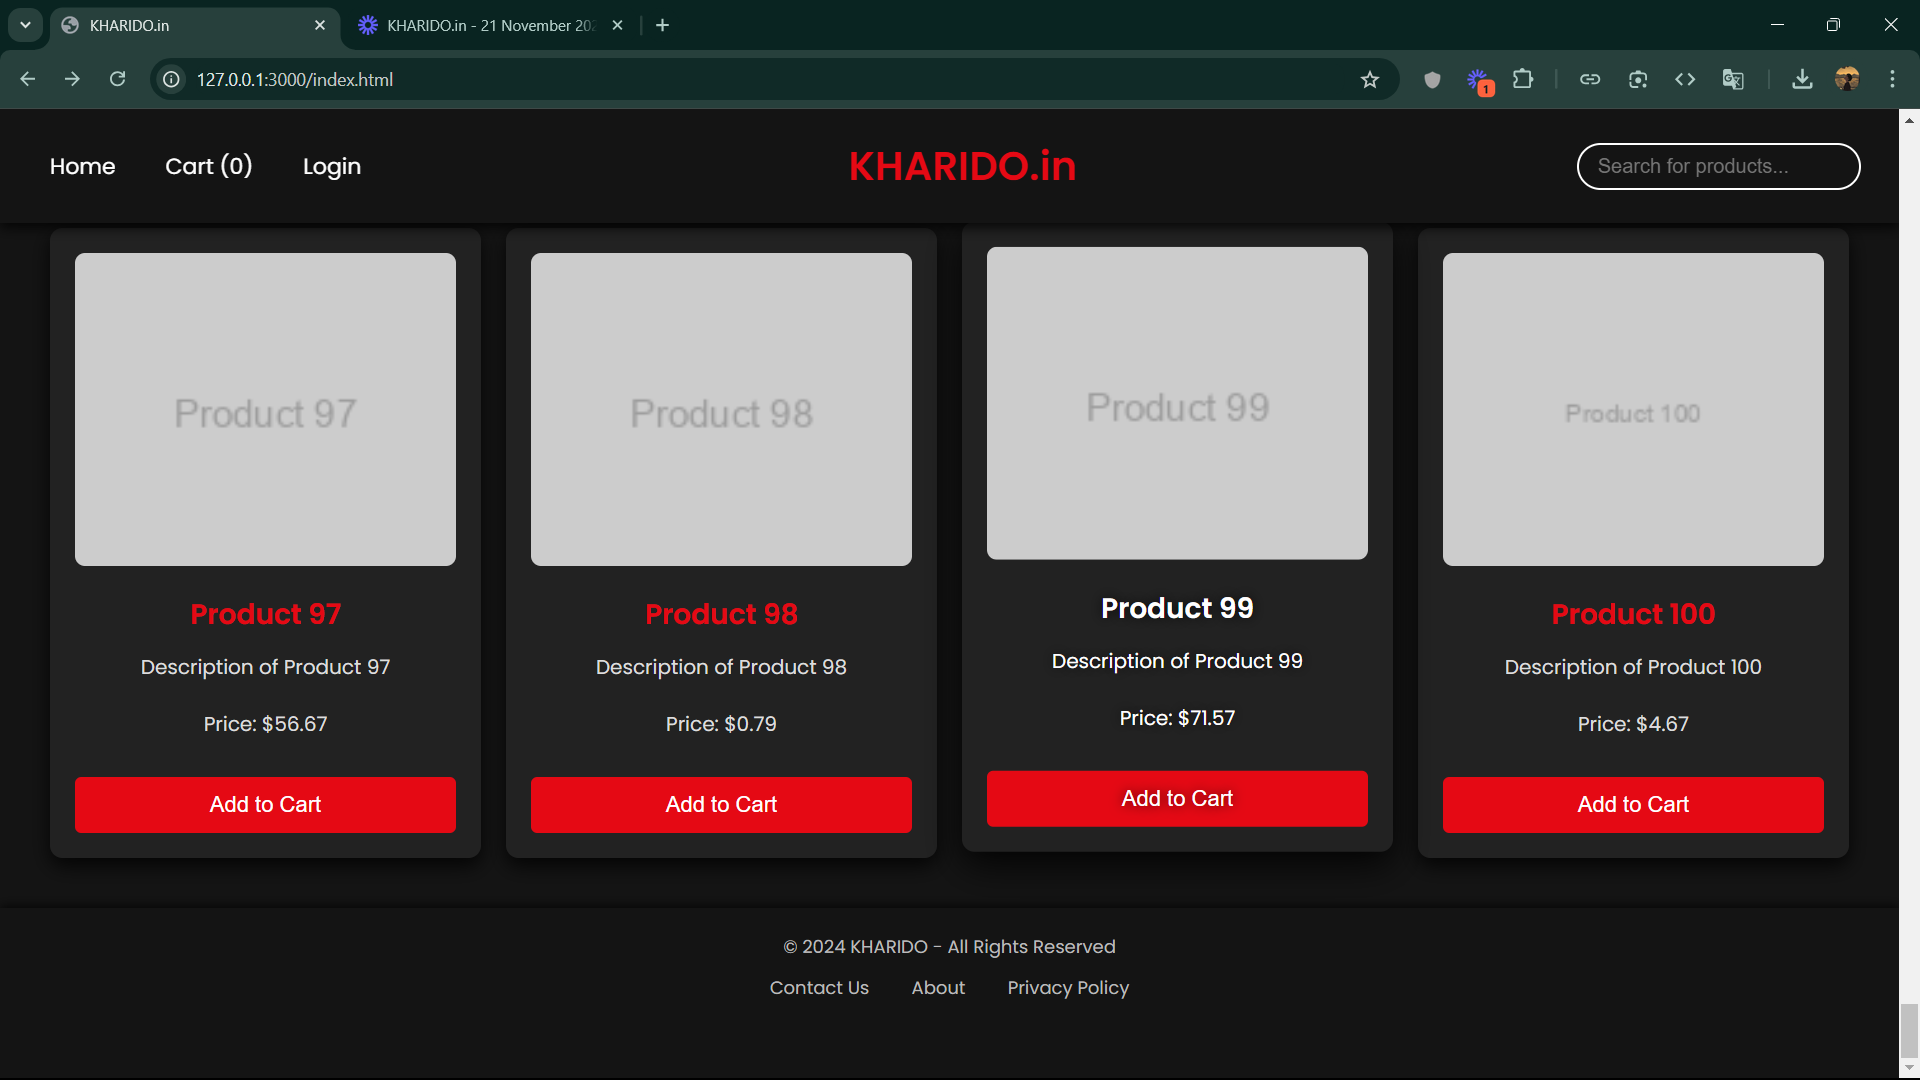 KHARIDO.in
KHARIDO.in - 21 November 202
127.0.0.1:3000/index.html
1
Home Cart (0) Login
KHARIDO.in
Search for products...
Product 97
Product 98
Product 99
Product 100
Product 97
Description of Product 97
Price: $56.67
Add to Cart
Product 98
Description of Product 98
Price: $0.79
Add to Cart
Product 99
Description of Product 99
Price: $71.57
Add to Cart
Product 100
Description of Product 100
Price: $4.67
Add to Cart
© 2024 KHARIDO - All Rights Reserved
Contact Us About Privacy Policy